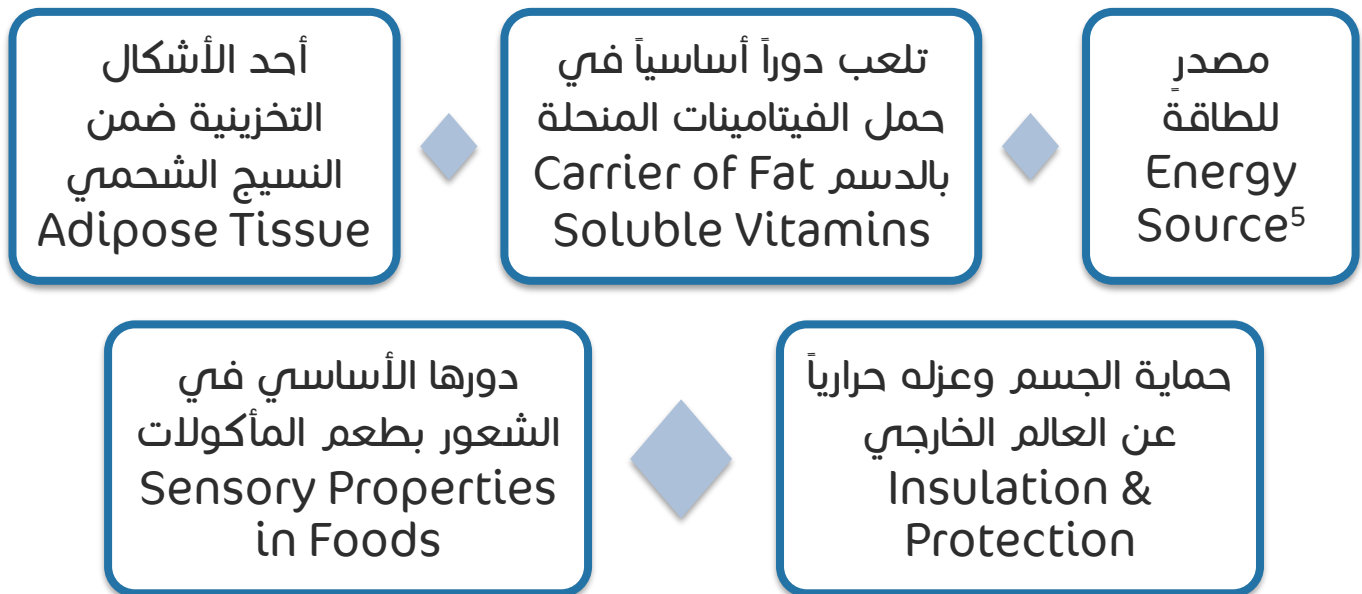 مصدر
للطاقة
Energy
Source⁵
تلعب دوراً أساسياً في
حمل الفيتامينات المنحلة
بالدسم Carrier of Fat
Soluble Vitamins
أحد الأشكال
التخزينية ضمن
النسيج الشحمي
Adipose Tissue
حماية الجسم وعزله حرارياً
عن العالم الخارجي
Insulation &
Protection
دورها الأساسي في
الشعور بطعم المأكولات
Sensory Properties
in Foods